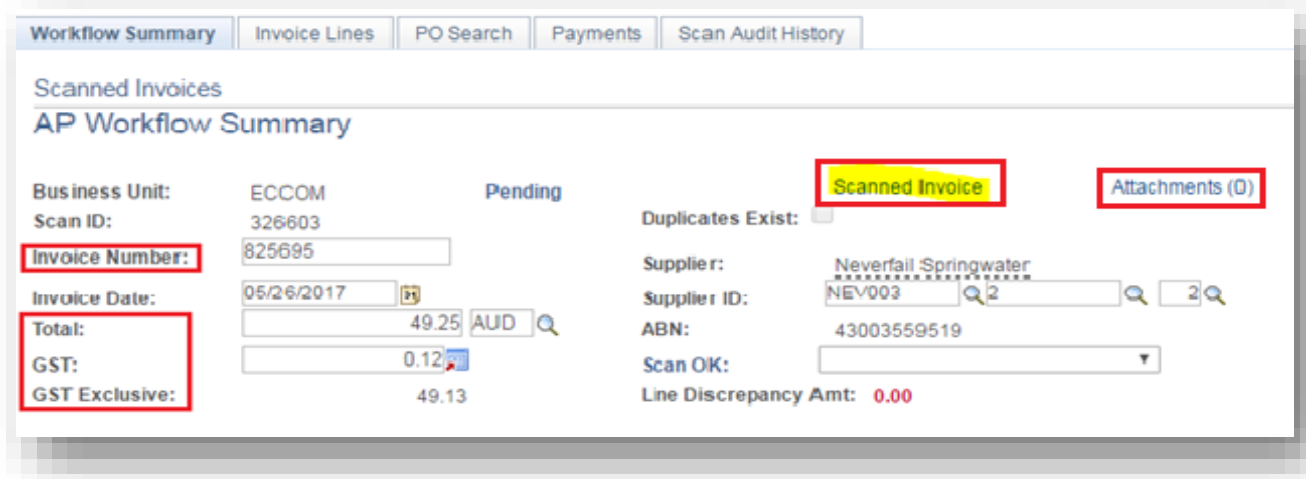 Workflow Summary Invoice Lines PO Search Payments Scan Audit History
Scanned Invoices
AP Workflow Summary
Business Unit: ECCOM Pending Scanned Invoice Attachments (0)
Scan ID: 326603 Duplicates Exist:
Invoice Number: 825695
Supplier: Neverfail Springwater
Invoice Date: 05/26/2017 Supplier ID: NEV003 2 2
Total: 49.25 AUD ABN: 43003559519
GST: 0.12 Scan OK:
GST Exclusive: 49.13 Line Discrepancy Amt: 0.00